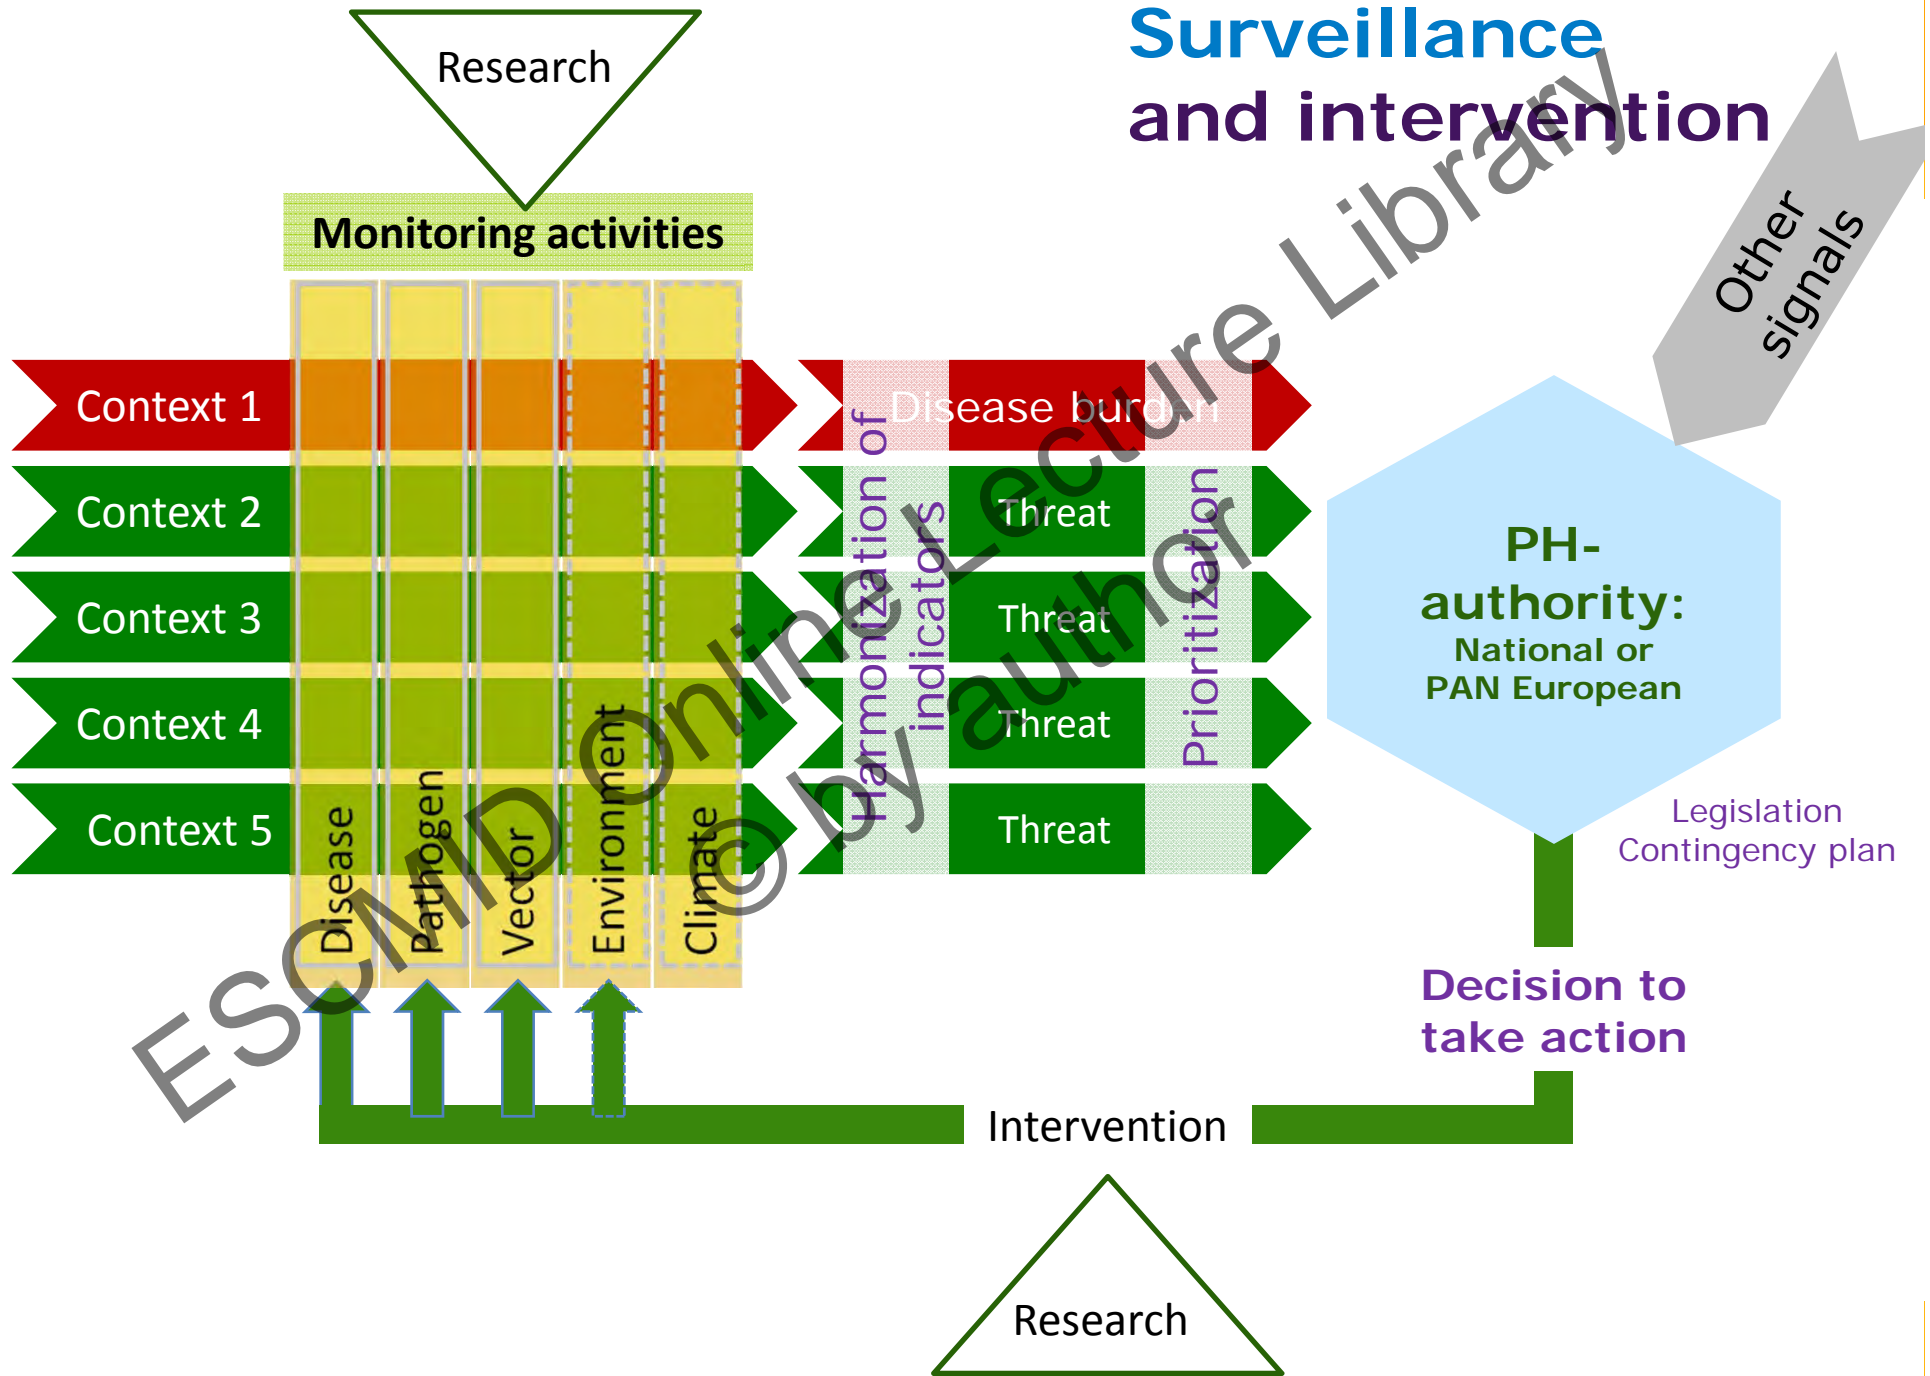 Surveillance
and intervention
Research
Monitoring activities
Other
signals
Context 1
Context 2
Context 3
Context 4
Context 5
Disease
Pathogen
Vector
Environment
Climate
Disease burden
Threat
Threat
Threat
Threat
Harmonization of
indicators
Prioritization
PH-
authority:
National or
PAN European
Legislation
Contingency plan
Decision to
take action
Intervention
Research
ESCMID Online Lecture Library
© by author